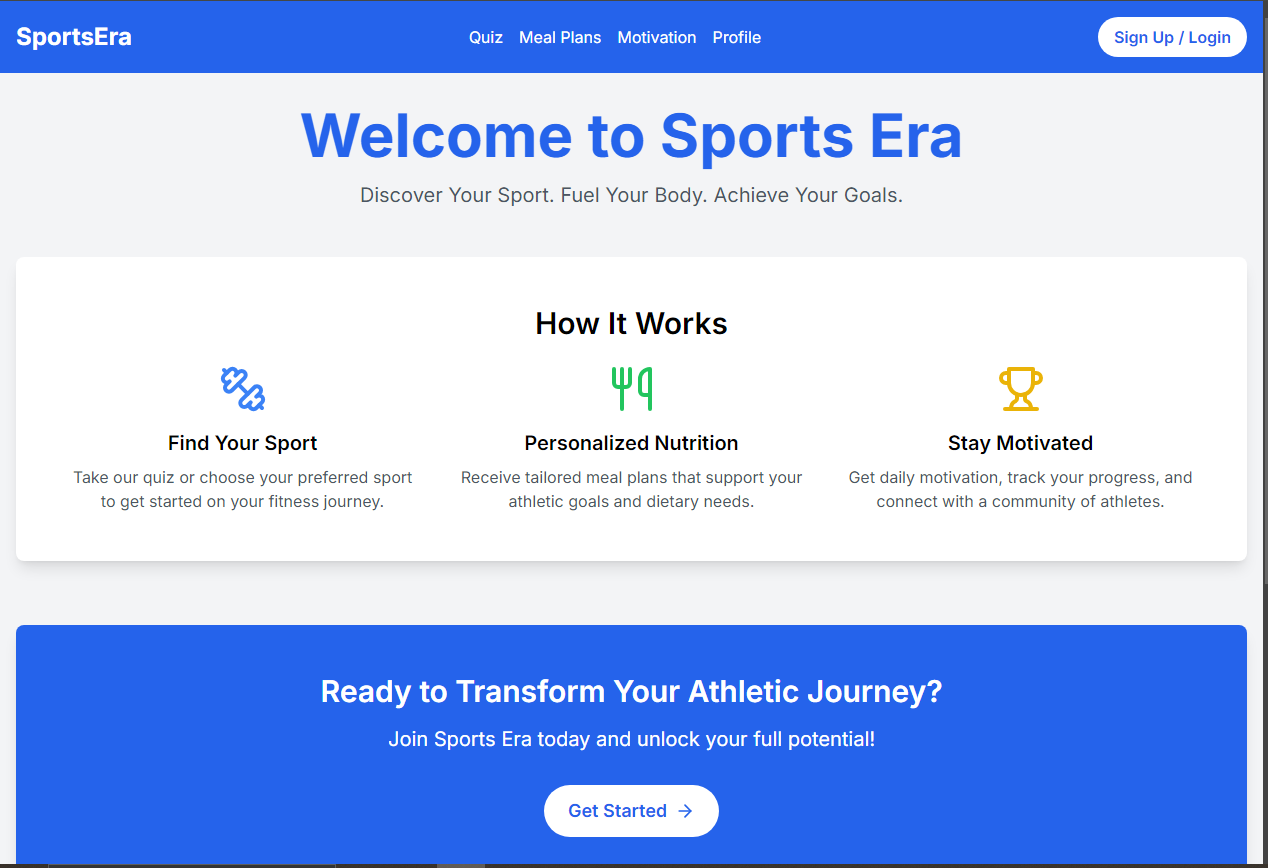 SportsEra
Quiz Meal Plans Motivation Profile
Sign Up / Login
Welcome to Sports Era
Discover Your Sport. Fuel Your Body. Achieve Your Goals.
How It Works
Find Your Sport
Take our quiz or choose your preferred sport
to get started on your fitness journey.
Personalized Nutrition
Receive tailored meal plans that support your
athletic goals and dietary needs.
Stay Motivated
Get daily motivation, track your progress, and
connect with a community of athletes.
Ready to Transform Your Athletic Journey?
Join Sports Era today and unlock your full potential!
Get Started